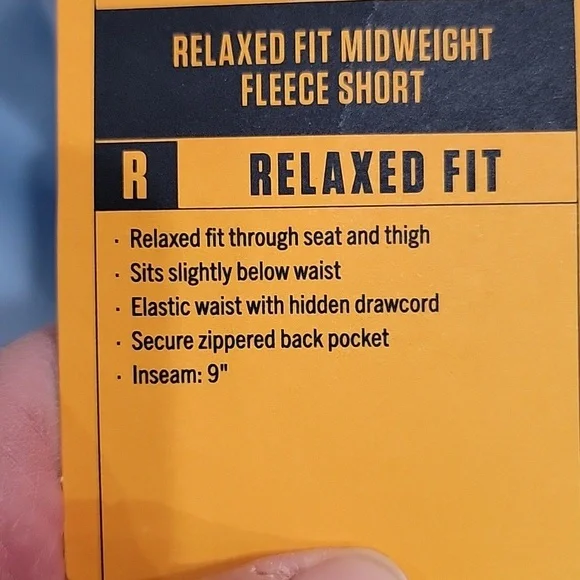 RELAXED FIT MIDWEIGHT
FLEECE SHORT
R RELAXED FIT
· Relaxed fit through seat and thigh
· Sits slightly below waist
· Elastic waist with hidden drawcord
· Secure zippered back pocket
· Inseam: 9"